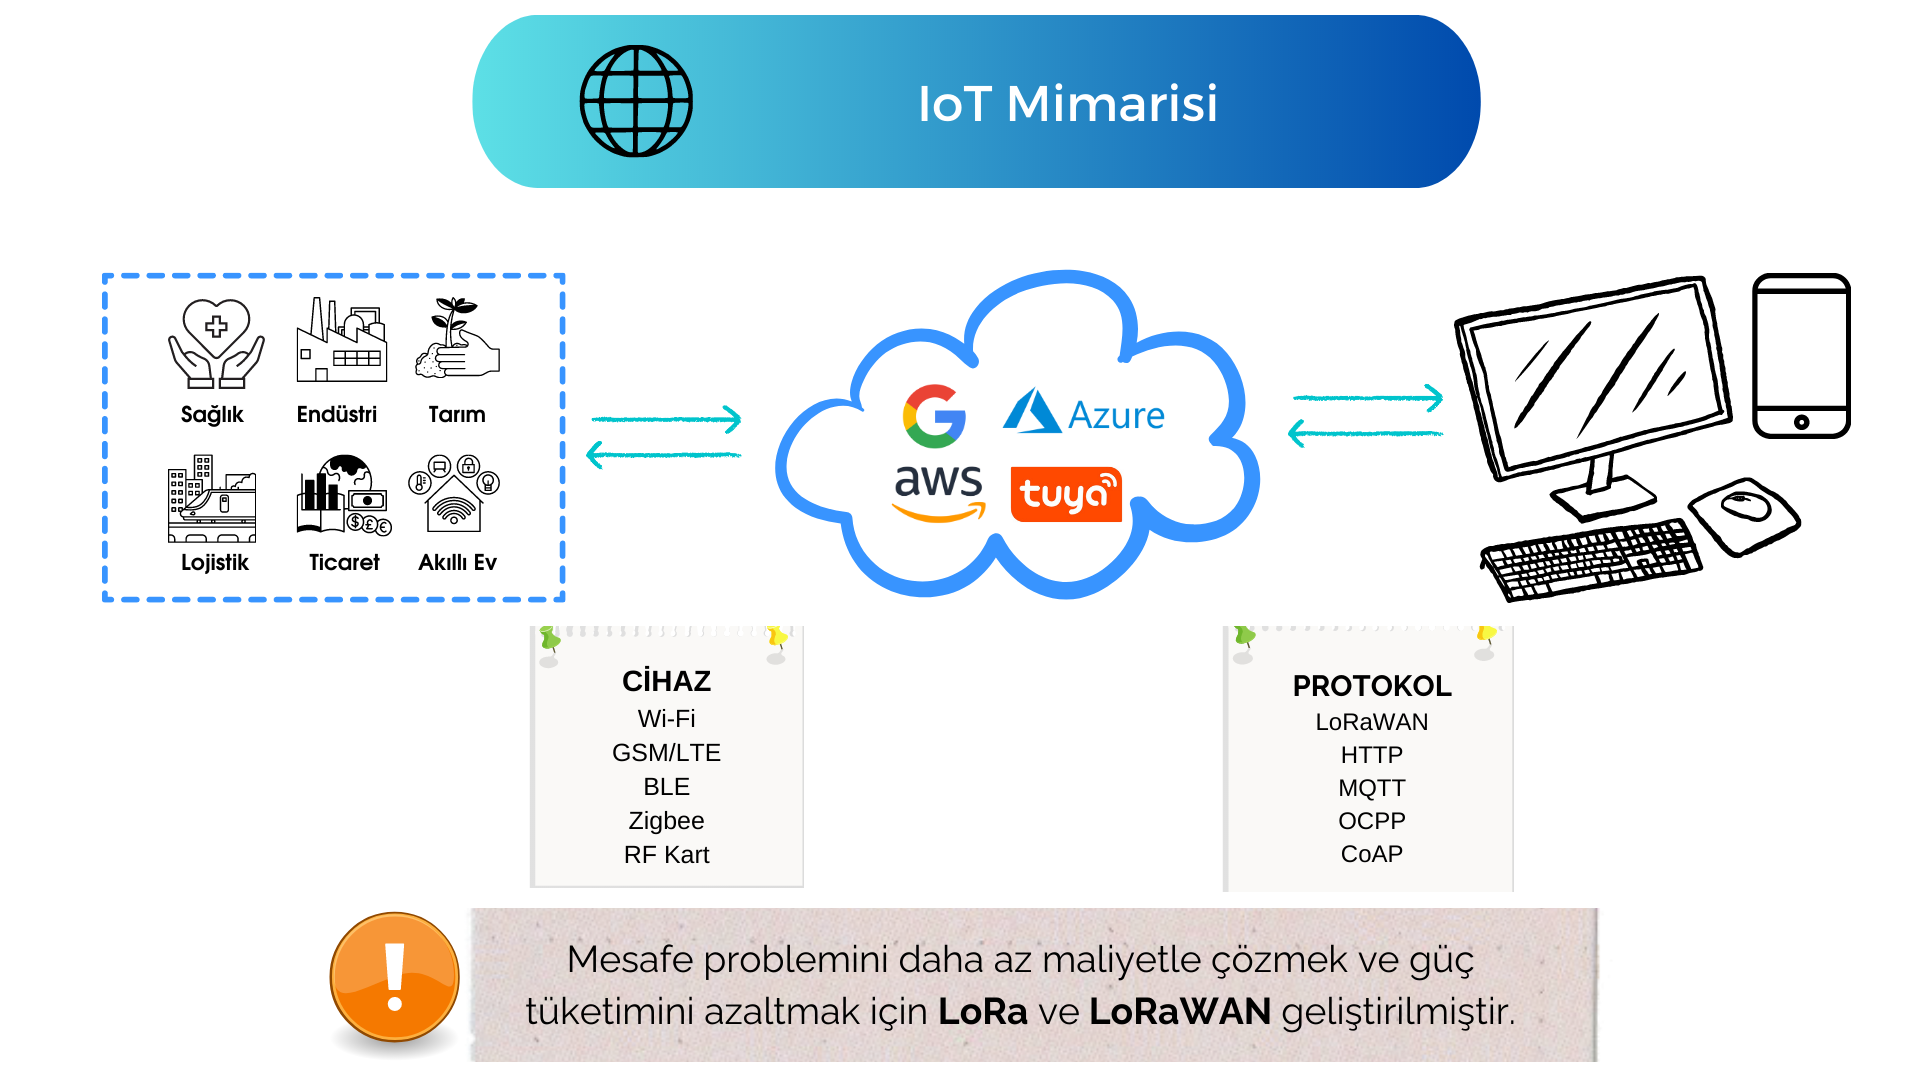 IoT Mimarisi
Sağlık
Endüstri
Tarım
Lojistik
Ticaret
Akıllı Ev
G
Azure
aws
tuya
CİHAZ
Wi-Fi
GSM/LTE
BLE
Zigbee
RF Kart
PROTOKOL
LoRaWAN
HTTP
MQTT
OCPP
CoAP
!
Mesafe problemini daha az maliyetle çözmek ve güç
tüketimini azaltmak için LoRa ve LoRaWAN geliştirilmiştir.